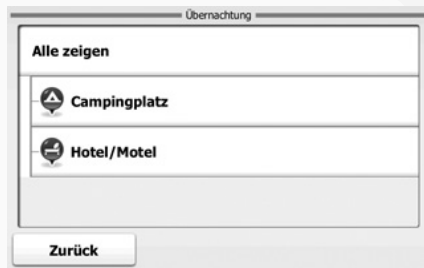 Übernachtung
Alle zeigen
Campingplatz
Hotel/Motel
Zurück